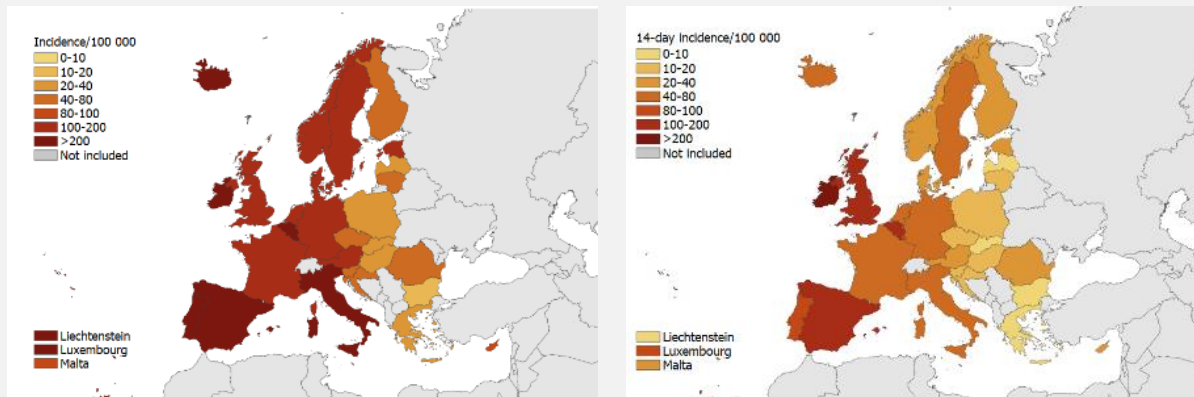 Incidence/100 000
0-10
10-20
20-40
40-80
80-100
100-200
>200
Not included
Liechtenstein
Luxembourg
Malta
14-day Incidence/100 000
0-10
10-20
20-40
40-80
80-100
100-200
>200
Not included
Liechtenstein
Luxembourg
Malta